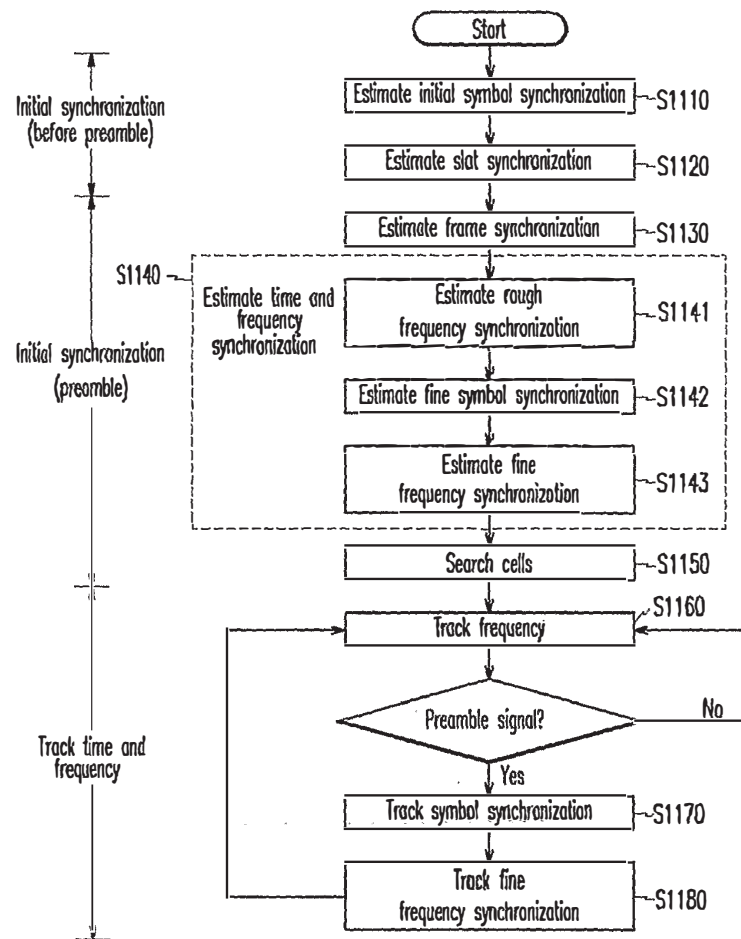 Start
Estimate initial symbol synchronization
S1110
Initial synchronization
(before preamble)
Estimate slat synchronization
S1120
Estimate frame synchronization
S1130
S1140
Estimate time and
frequency
synchronization
Estimate rough
frequency synchronization
S1141
Initial synchronization
(preamble)
Estimate fine symbol synchronization
S1142
Estimate fine
frequency synchronization
S1143
Search cells
S1150
S1160
Track frequency
Preamble signal?
No
Yes
Track time and
frequency
Track symbol synchronization
S1170
Track fine
frequency synchronization
S1180